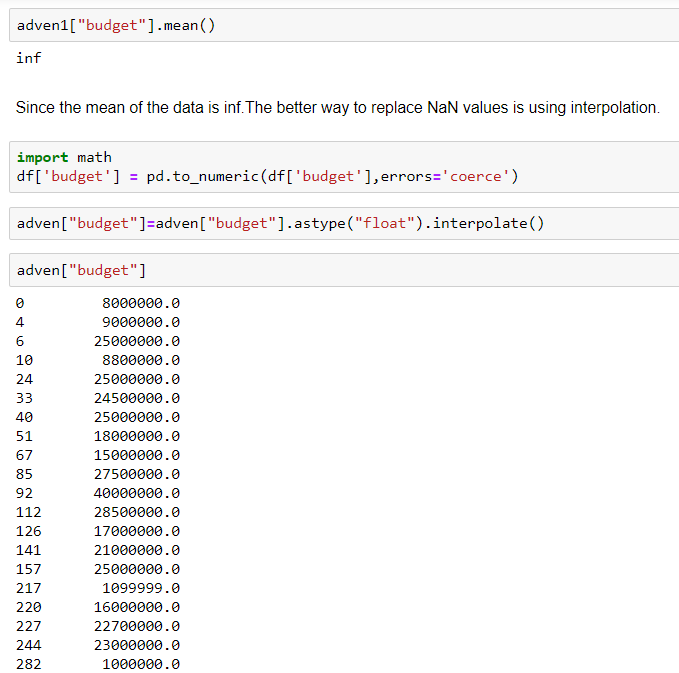 adven1["budget"].mean()
inf
Since the mean of the data is inf.The better way to replace NaN values is using interpolation.
import math
df['budget'] = pd.to_numeric(df['budget'],errors='coerce')
adven["budget"]=adven["budget"].astype("float").interpolate()
adven["budget"]
0 8000000.0
4 9000000.0
6 25000000.0
10 8800000.0
24 25000000.0
33 24500000.0
40 25000000.0
51 18000000.0
67 15000000.0
85 27500000.0
92 40000000.0
112 28500000.0
126 17000000.0
141 21000000.0
157 25000000.0
217 1099999.0
220 16000000.0
227 22700000.0
244 23000000.0
282 1000000.0